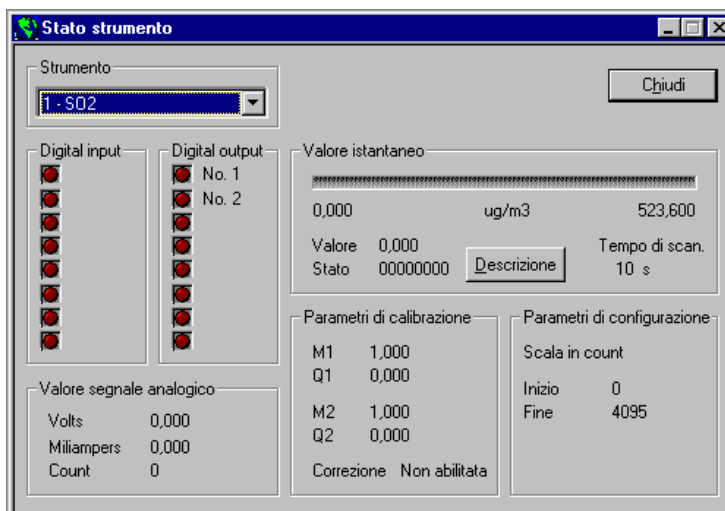 Stato strumento
Strumento
1 - SO2
Chiudi
Digital input
Digital output
No. 1
No. 2
Valore istantaneo
0,000 ug/m3 523,600
Valore 0,000
Stato 00000000
Descrizione
Tempo di scan.
10 s
Valore segnale analogico
Volts 0,000
Miliampers 0,000
Count 0
Parametri di calibrazione
M1 1,000
Q1 0,000
M2 1,000
Q2 0,000
Correzione Non abilitata
Parametri di configurazione
Scala in count
Inizio 0
Fine 4095